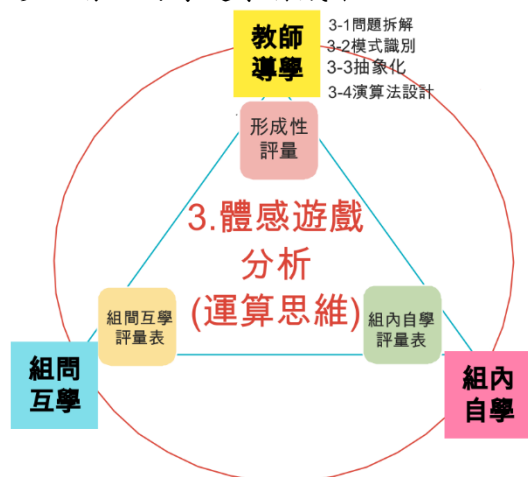 教師
導學
3-1問題拆解
3-2模式識別
3-3抽象化
3-4演算法設計
形成性
評量
3.體感遊戲
分析
(運算思維)
組間互學
評量表
組內自學
評量表
組間
互學
組內
自學